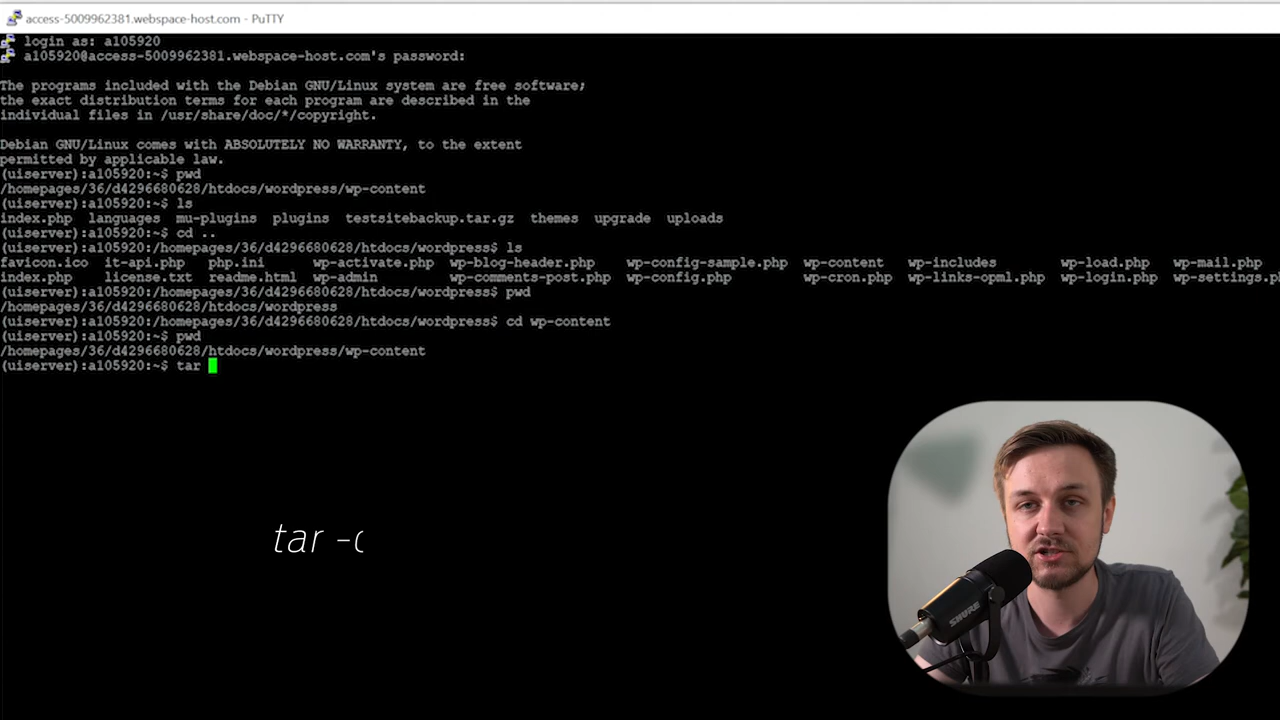 access-5009962381.webspace-host.com - PuTTY
login as: a105920
a105920@access-5009962381.webspace-host.com's password:
The programs included with the Debian GNU/Linux system are free software;
the exact distribution terms for each program are described in the
individual files in /usr/share/doc/*/copyright.
Debian GNU/Linux comes with ABSOLUTELY NO WARRANTY, to the extent
permitted by applicable law.
(uiserver):a105920:~$ pwd
/homepages/36/d4296680628/htdocs/wordpress/wp-content
(uiserver):a105920:~$ ls
index.php languages mu-plugins plugins testsitebackup.tar.gz themes upgrade uploads
(uiserver):a105920:~$ cd ..
(uiserver):a105920:/homepages/36/d4296680628/htdocs/wordpress$ ls
favicon.ico it-api.php php.ini wp-activate.php wp-blog-header.php wp-config-sample.php wp-content wp-includes wp-load.php wp-mail.php
index.php license.txt readme.html wp-admin wp-comments-post.php wp-config.php wp-cron.php wp-links-opml.php wp-login.php wp-settings.ph
(uiserver):a105920:/homepages/36/d4296680628/htdocs/wordpress$ pwd
/homepages/36/d4296680628/htdocs/wordpress
(uiserver):a105920:/homepages/36/d4296680628/htdocs/wordpress$ cd wp-content
(uiserver):a105920:~$ pwd
/homepages/36/d4296680628/htdocs/wordpress/wp-content
(uiserver):a105920:~$ tar
tar -c
SHURE